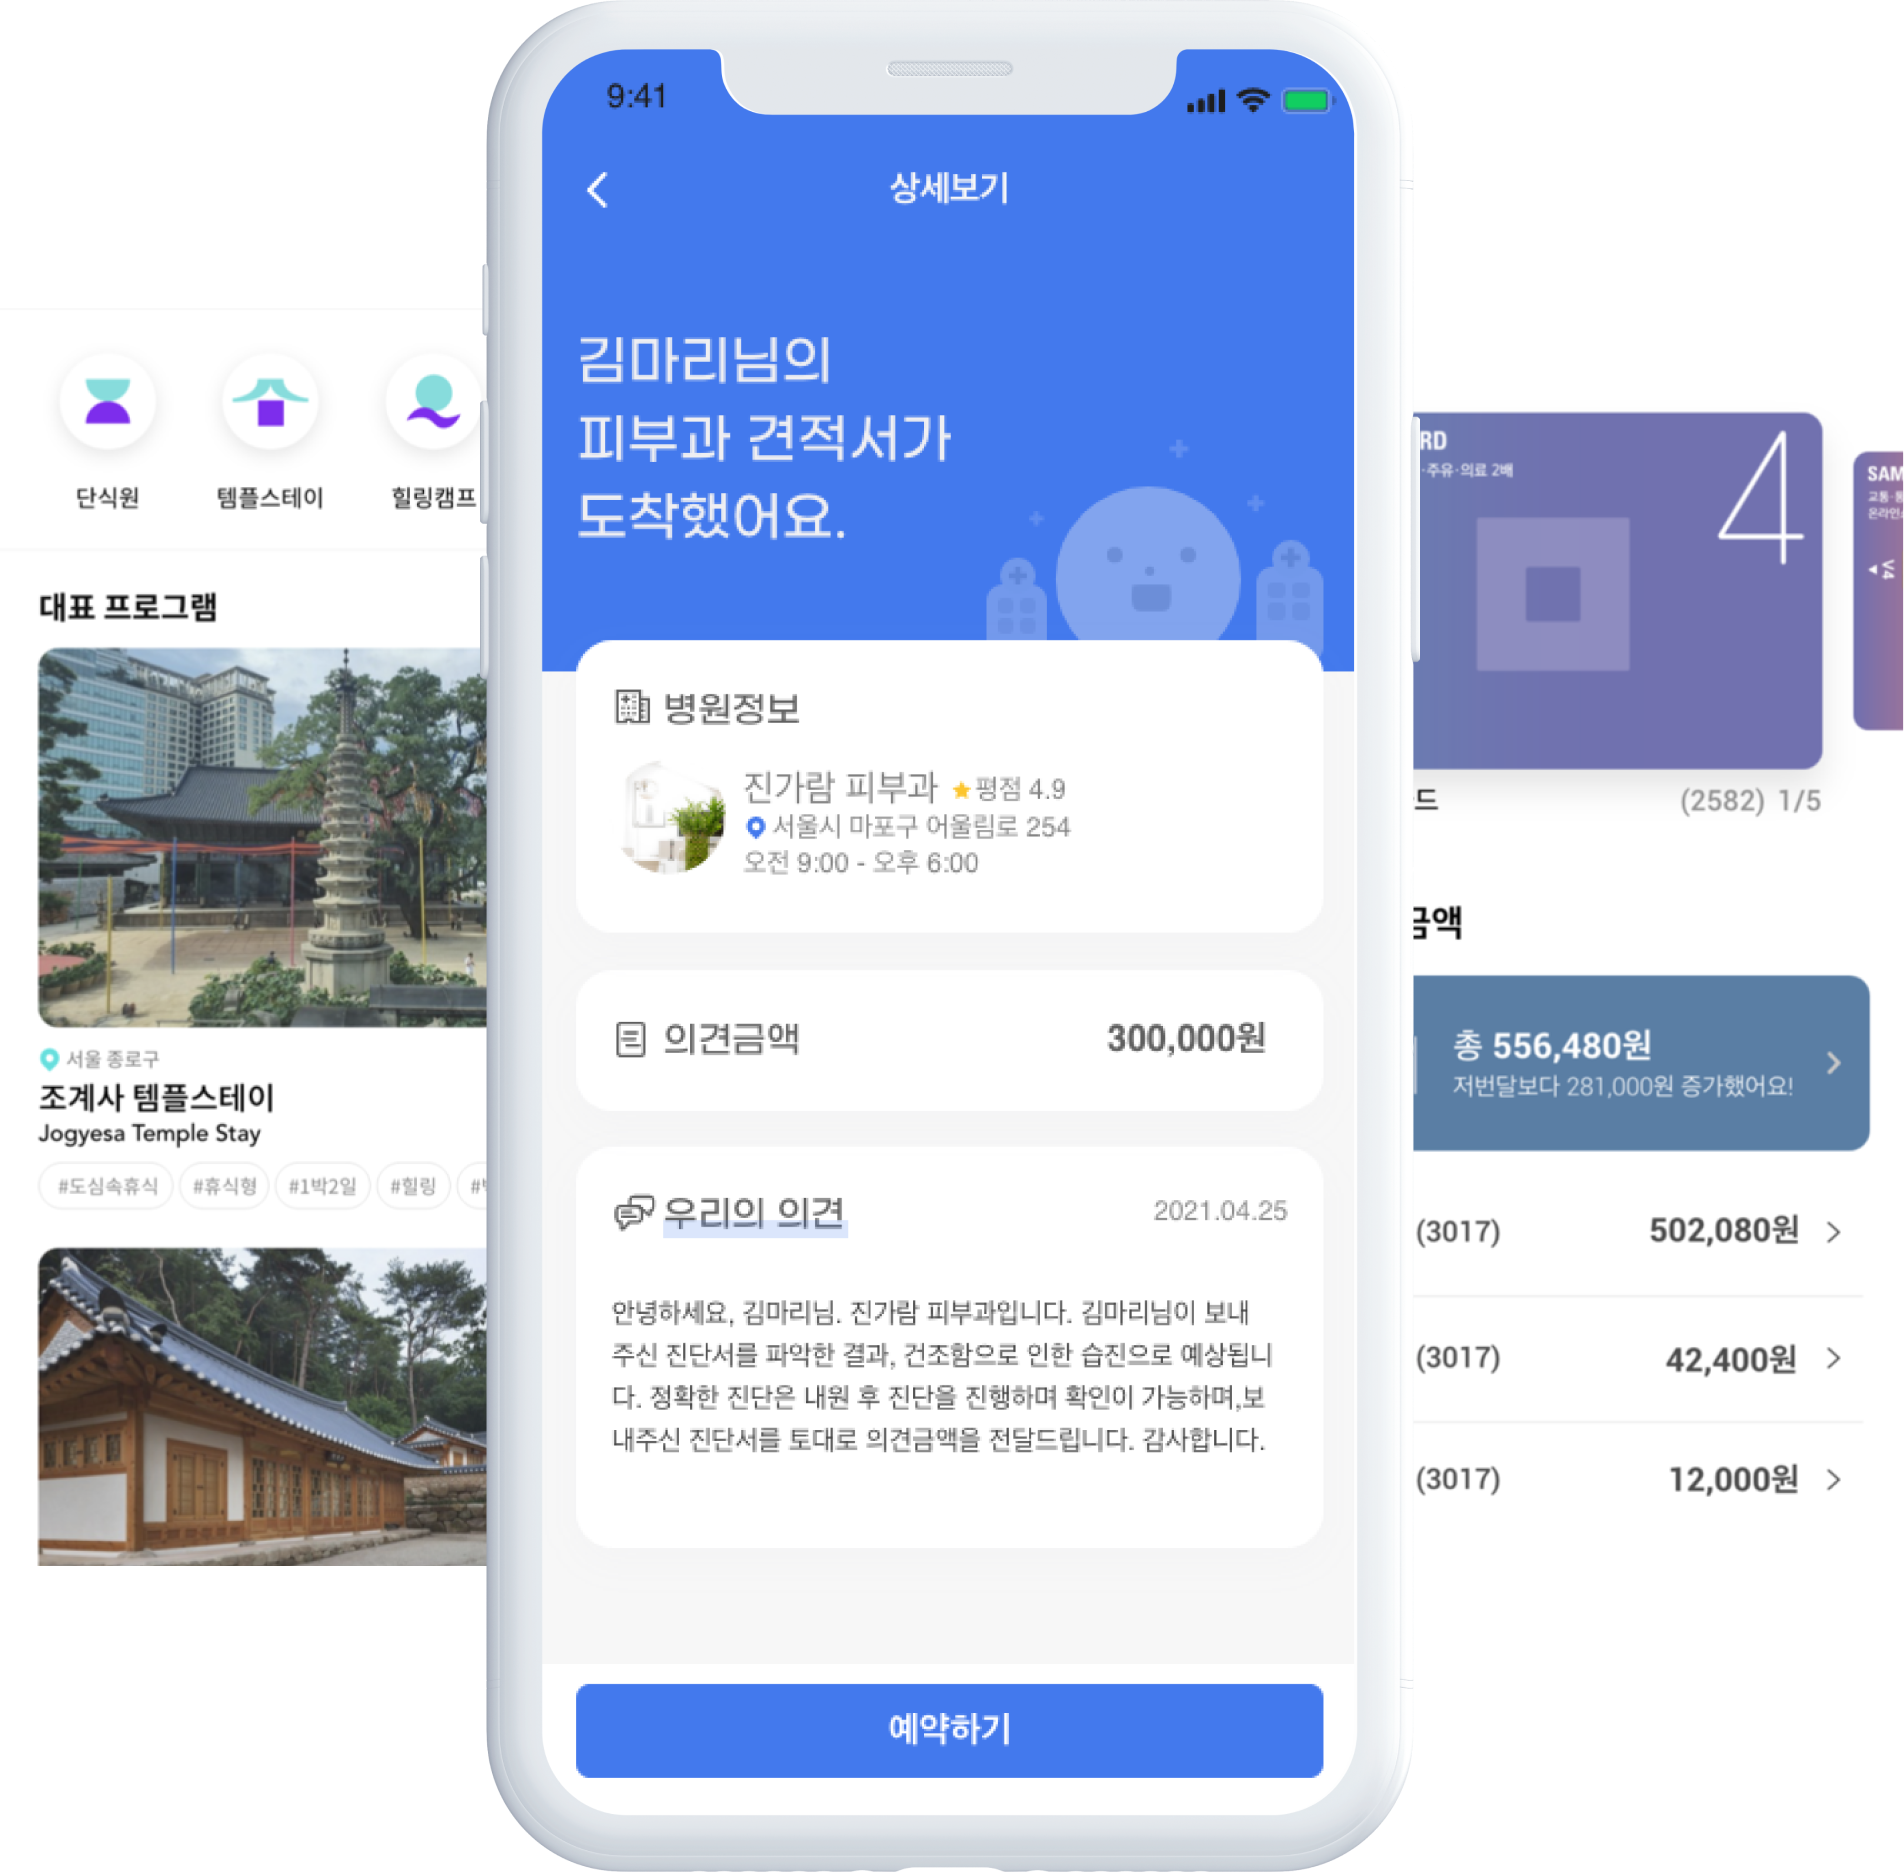 9:41
상세보기
김마리님의
피부과 견적서가
도착했어요.
병원정보
진가람 피부과 평점 4.9
서울시 마포구 어울림로 254
오전 9:00 - 오후 6:00
의견금액 300,000원
우리의 의견 2021.04.25
안녕하세요, 김마리님. 진가람 피부과입니다. 김마리님이 보내
주신 진단서를 파악한 결과, 건조함으로 인한 습진으로 예상됩니
다. 정확한 진단은 내원 후 진단을 진행하며 확인이 가능하며,보
내주신 진단서를 토대로 의견금액을 전달드립니다. 감사합니다.
예약하기
단식원 템플스테이 힐링캠프
대표 프로그램
서울 종로구
조계사 템플스테이
Jogyesa Temple Stay
#도심속휴식 #휴식형 #1박2일 #힐링
RD
·주유·의료 2배
4
SAM
교통·통
온라인
V4
드 (2582) 1/5
금액
총 556,480원
저번달보다 281,000원 증가했어요!
(3017) 502,080원
(3017) 42,400원
(3017) 12,000원